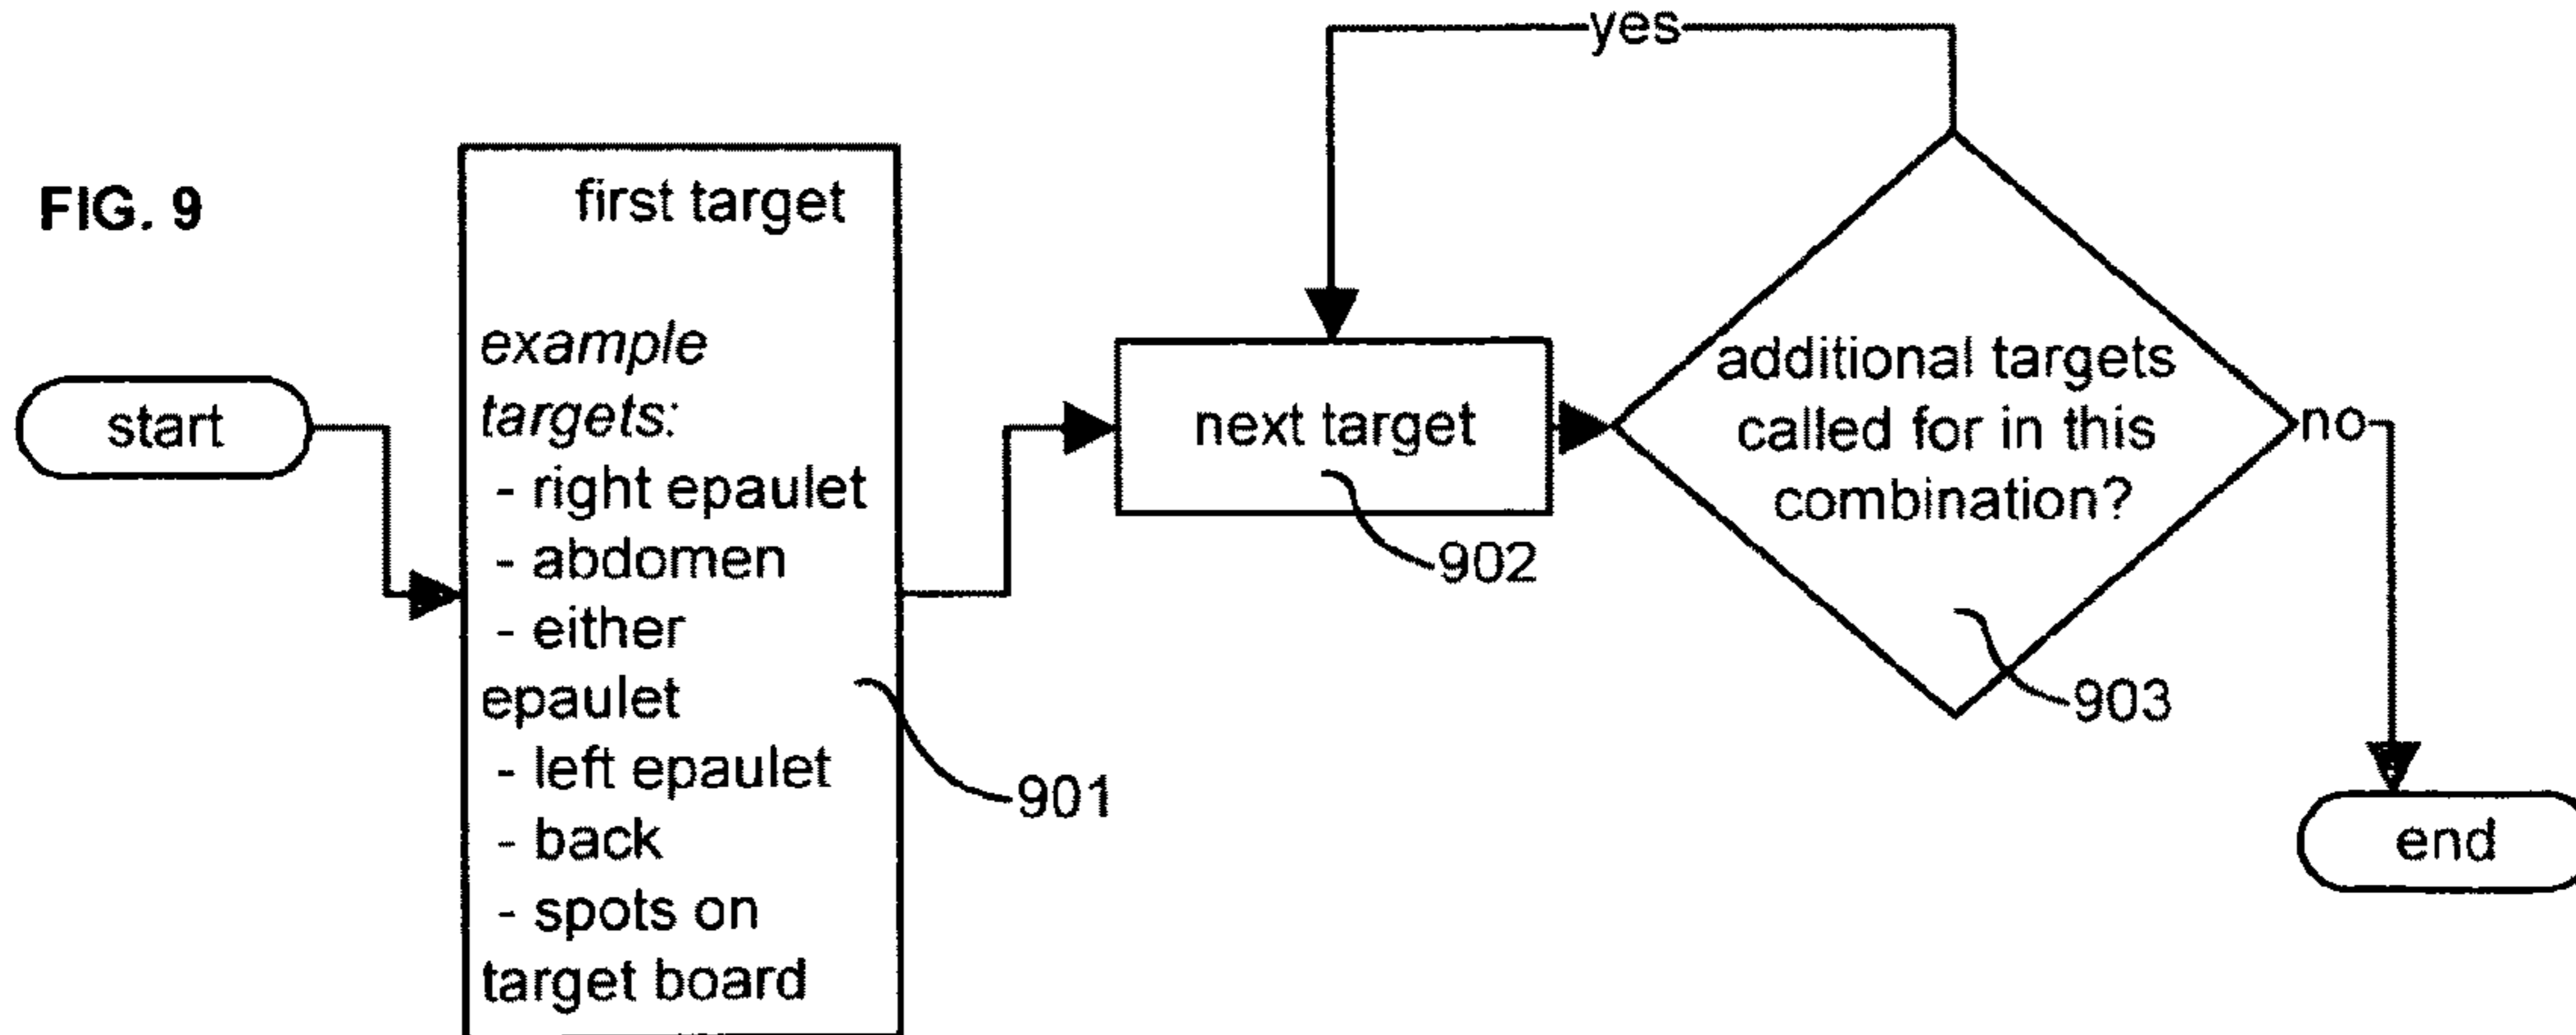 FIG. 9
start
first target
example
targets:
- right epaulet
- abdomen
- either
epaulet
- left epaulet
- back
- spots on
target board
901
next target
902
yes
additional targets
called for in this
combination?
903
no
end